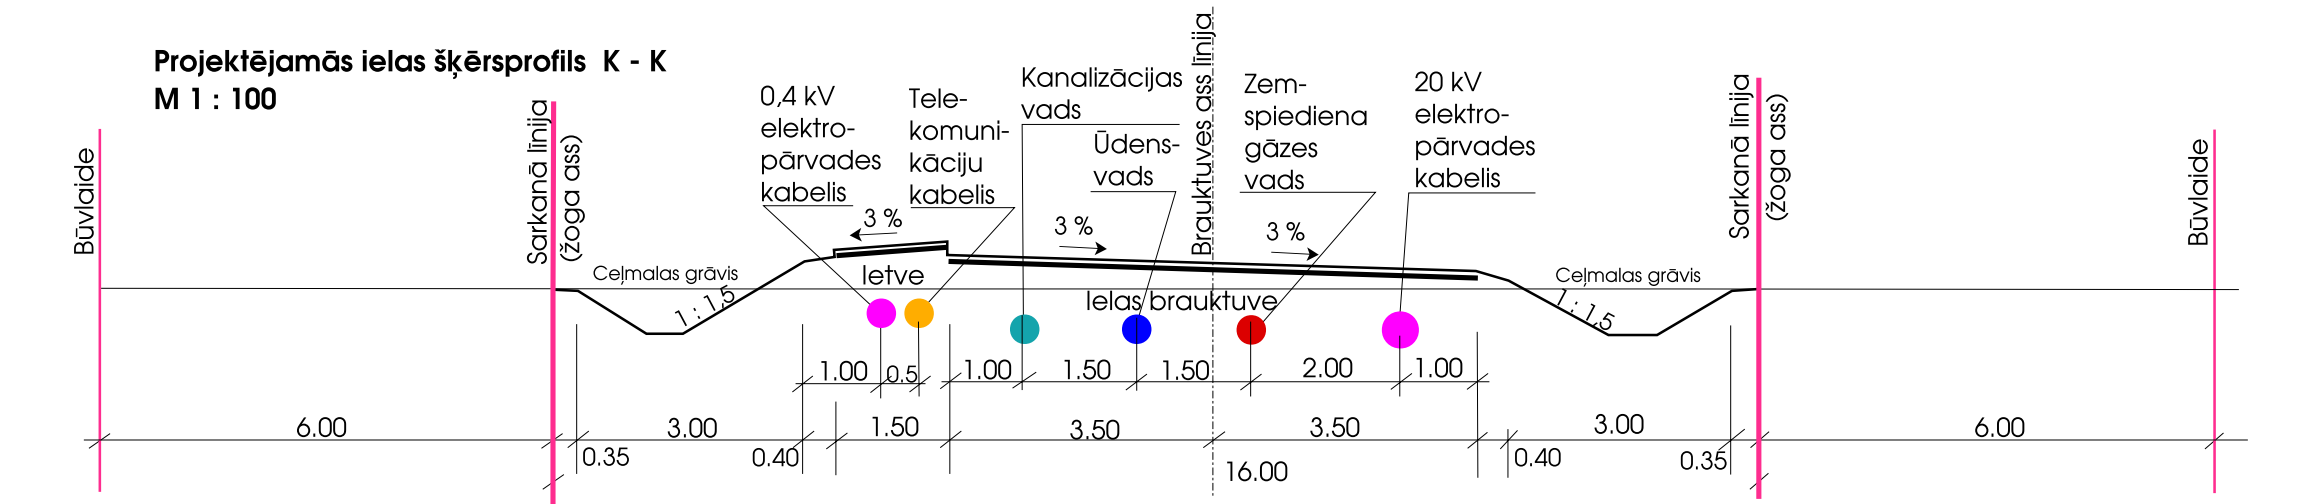 Projektējamās ielas šķērsprofils K - K
M 1 : 100
Būvlaide
Sarkanā līnija
(žoga ass)
0,4 kV
elektro-
pārvades
kabelis
Tele-
komuni-
kāciju
kabelis
Kanalizācijas
vads
Ūdens-
vads
Brauktuves ass līnija
Zem-
spiediena
gāzes
vads
20 kV
elektro-
pārvades
kabelis
Sarkanā līnija
(žoga ass)
Būvlaide
3 %
3 %
3 %
Ceļmalas grāvis
Ietve
Ceļmalas grāvis
1 : 1,5
Ielas brauktuve
1 : 1,5
1.00
0.5
1.00
1.50
1.50
2.00
1.00
6.00
3.00
1.50
3.50
3.50
3.00
6.00
0.35
0.40
16.00
0.40
0.35